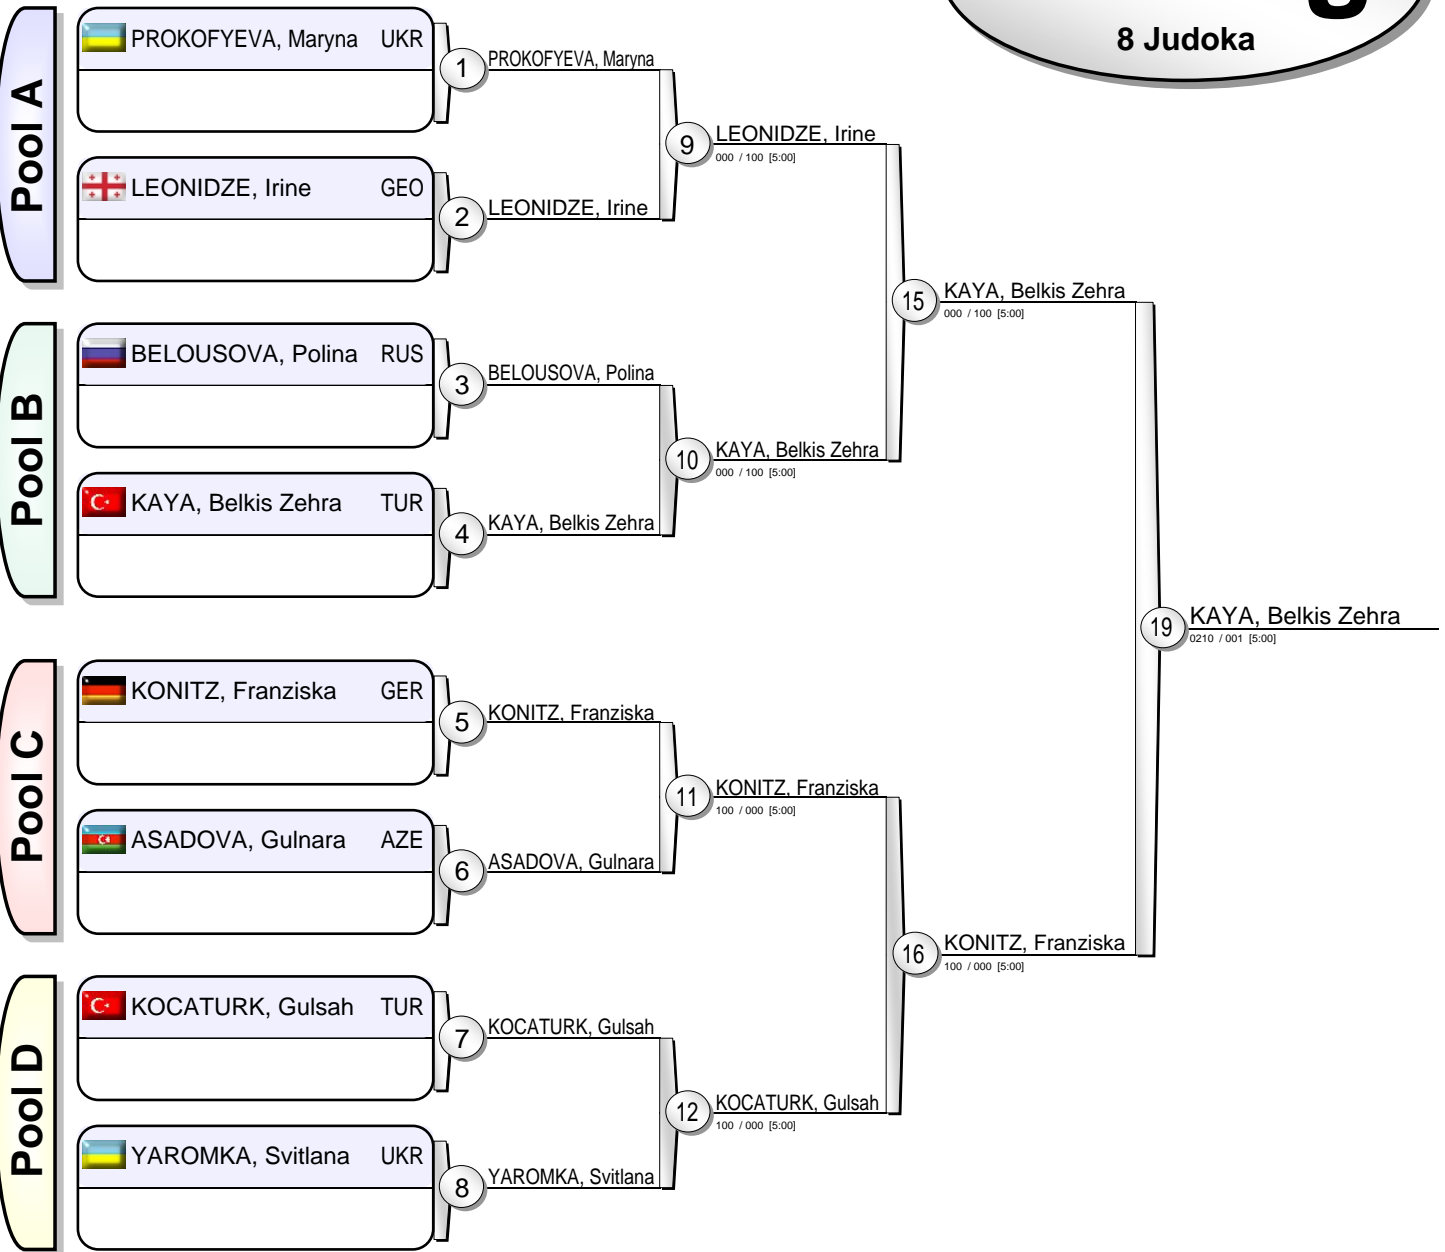 8 Judoka
Pool A
PROKOFYEVA, Maryna UKR
1
PROKOFYEVA, Maryna
LEONIDZE, Irine GEO
2
LEONIDZE, Irine
9
LEONIDZE, Irine
000 / 100 [5:00]
Pool B
BELOUSOVA, Polina RUS
3
BELOUSOVA, Polina
KAYA, Belkis Zehra TUR
4
KAYA, Belkis Zehra
10
KAYA, Belkis Zehra
000 / 100 [5:00]
15
KAYA, Belkis Zehra
000 / 100 [5:00]
Pool C
KONITZ, Franziska GER
5
KONITZ, Franziska
ASADOVA, Gulnara AZE
6
ASADOVA, Gulnara
11
KONITZ, Franziska
100 / 000 [5:00]
Pool D
KOCATURK, Gulsah TUR
7
KOCATURK, Gulsah
YAROMKA, Svitlana UKR
8
YAROMKA, Svitlana
12
KOCATURK, Gulsah
100 / 000 [5:00]
16
KONITZ, Franziska
100 / 000 [5:00]
19
KAYA, Belkis Zehra
0210 / 001 [5:00]